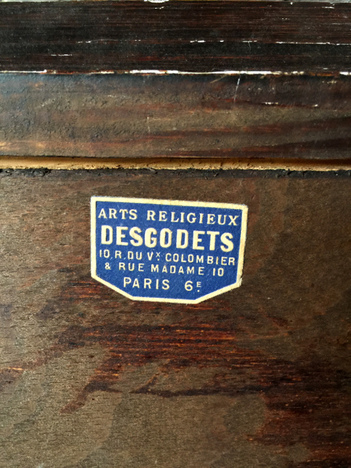 ARTS RELIGIEUX
DESGODETS
10, R. DU Vx COLOMBIER
& RUE MADAME. 10
PARIS 6E